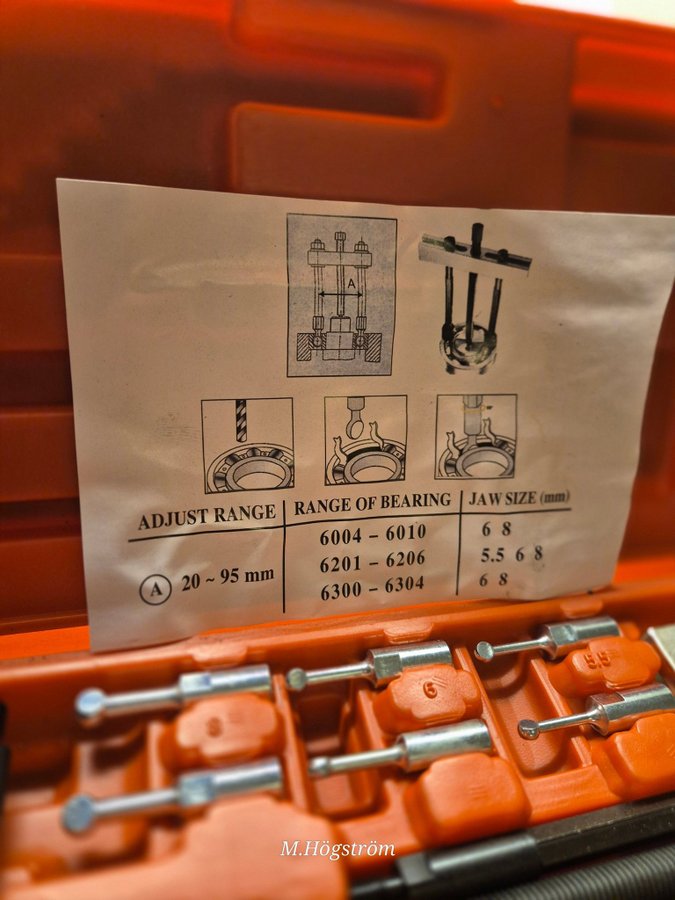 A
ADJUST RANGE RANGE OF BEARING JAW SIZE (mm)
6004 – 6010 6 8
A 20 ~ 95 mm 6201 – 6206 5.5 6 8
6300 – 6304 6 8
5.5
6
8
M.Högström